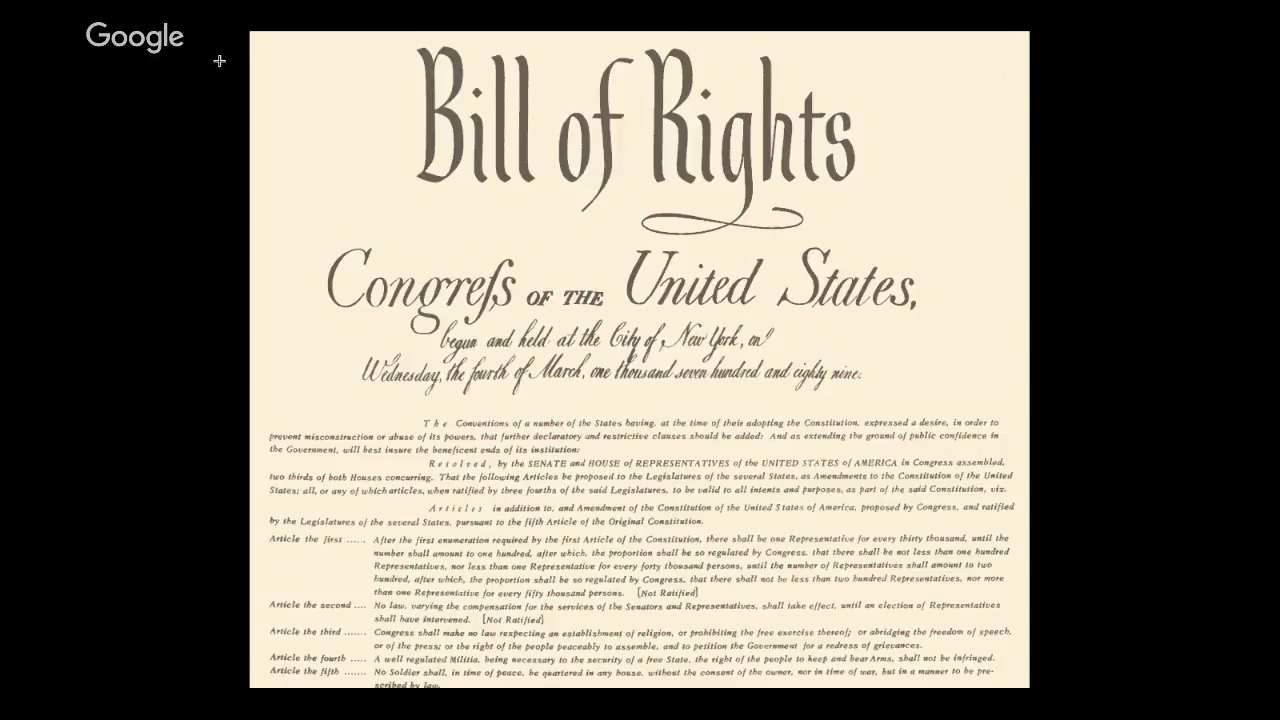 Google
Bill of Rights
Congreſs OF THE United States,
begun and held at the City of New York, on
Wednesday, the fourth of March, one thousand seven hundred and eighty nine.
The Conventions of a number of the States having, at the time of their adopting the Constitution, expressed a desire, in order to
prevent misconstruction or abuse of its powers, that further declaratory and restrictive clauses should be added: And as extending the ground of public confidence in
the Government, will best insure the beneficent ends of its institution:
Resolved, by the SENATE and HOUSE of REPRESENTATIVES of the UNITED STATES of AMERICA in Congress assembled,
two thirds of both Houses concurring. That the following Articles be proposed to the Legislatures of the several States, as Amendments to the Constitution of the United
States; all, or any of which articles, when ratified by three fourths of the said Legislatures, to be valid to all intents and purposes, as part of the said Constitution, viz.
Articles in addition to, and Amendment of the Constitution of the United States of America, proposed by Congress, and ratified
by the Legislatures of the several States, pursuant to the fifth Article of the Original Constitution.
Article the first ...... After the first enumeration required by the first Article of the Constitution, there shall be one Representative for every thirty thousand, until the
number shall amount to one hundred, after which, the proportion shall be so regulated by Congress, that there shall be not less than one hundred
Representatives, nor less than one Representative for every forty thousand persons, until the number of Representatives shall amount to two
hundred, after which, the proportion shall be so regulated by Congress, that there shall not be less than two hundred Representatives, nor more
than one Representative for every fifty thousand persons. [Not Ratified]
Article the second .... No law, varying the compensation for the services of the Senators and Representatives, shall take effect, until an election of Representatives
shall have intervened. [Not Ratified]
Article the third ....... Congress shall make no law respecting an establishment of religion, or prohibiting the free exercise thereof; or abridging the freedom of speech,
or of the press; or the right of the people peaceably to assemble, and to petition the Government for a redress of grievances.
Article the fourth ..... A well regulated Militia, being necessary to the security of a free State, the right of the people to keep and bear Arms, shall not be infringed.
Article the fifth ....... No Soldier shall, in time of peace, be quartered in any house, without the consent of the owner, nor in time of war, but in a manner to be pre-
scribed by law.